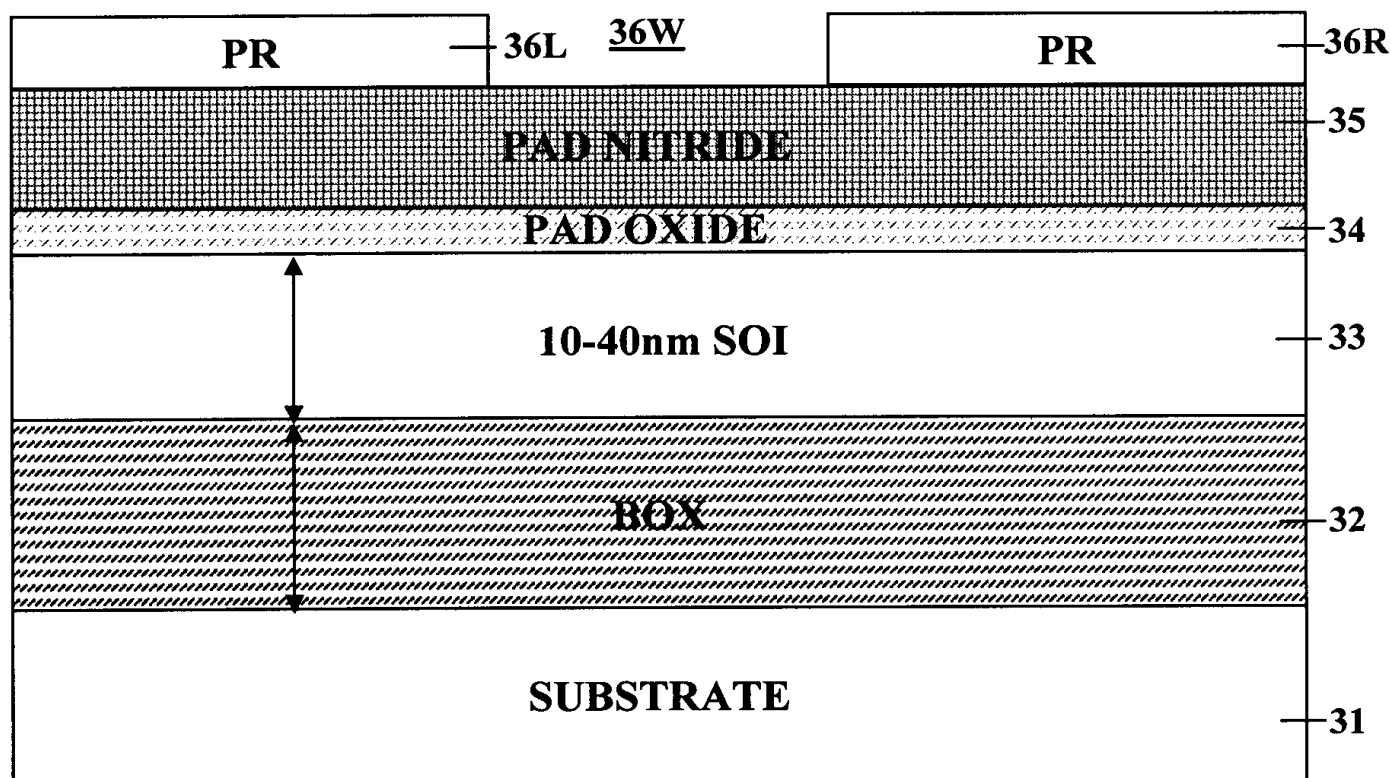 PR 36L 36W PR 36R
PAD NITRIDE 35
PAD OXIDE 34
10-40nm SOI 33
BOX 32
SUBSTRATE 31